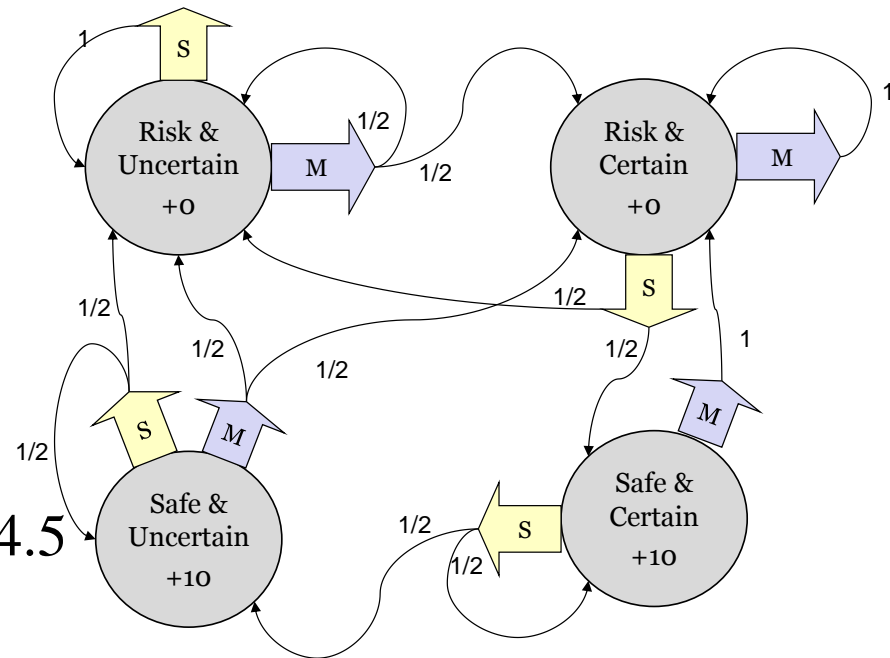 1
S
1/2
1/2
M
Risk &
Uncertain
+0
Risk &
Certain
+0
M
1
1/2
S
1/2
1/2
1/2
1/2
1
S
M
M
1/2
4.5
Safe &
Uncertain
+10
1/2
1/2
S
Safe &
Certain
+10